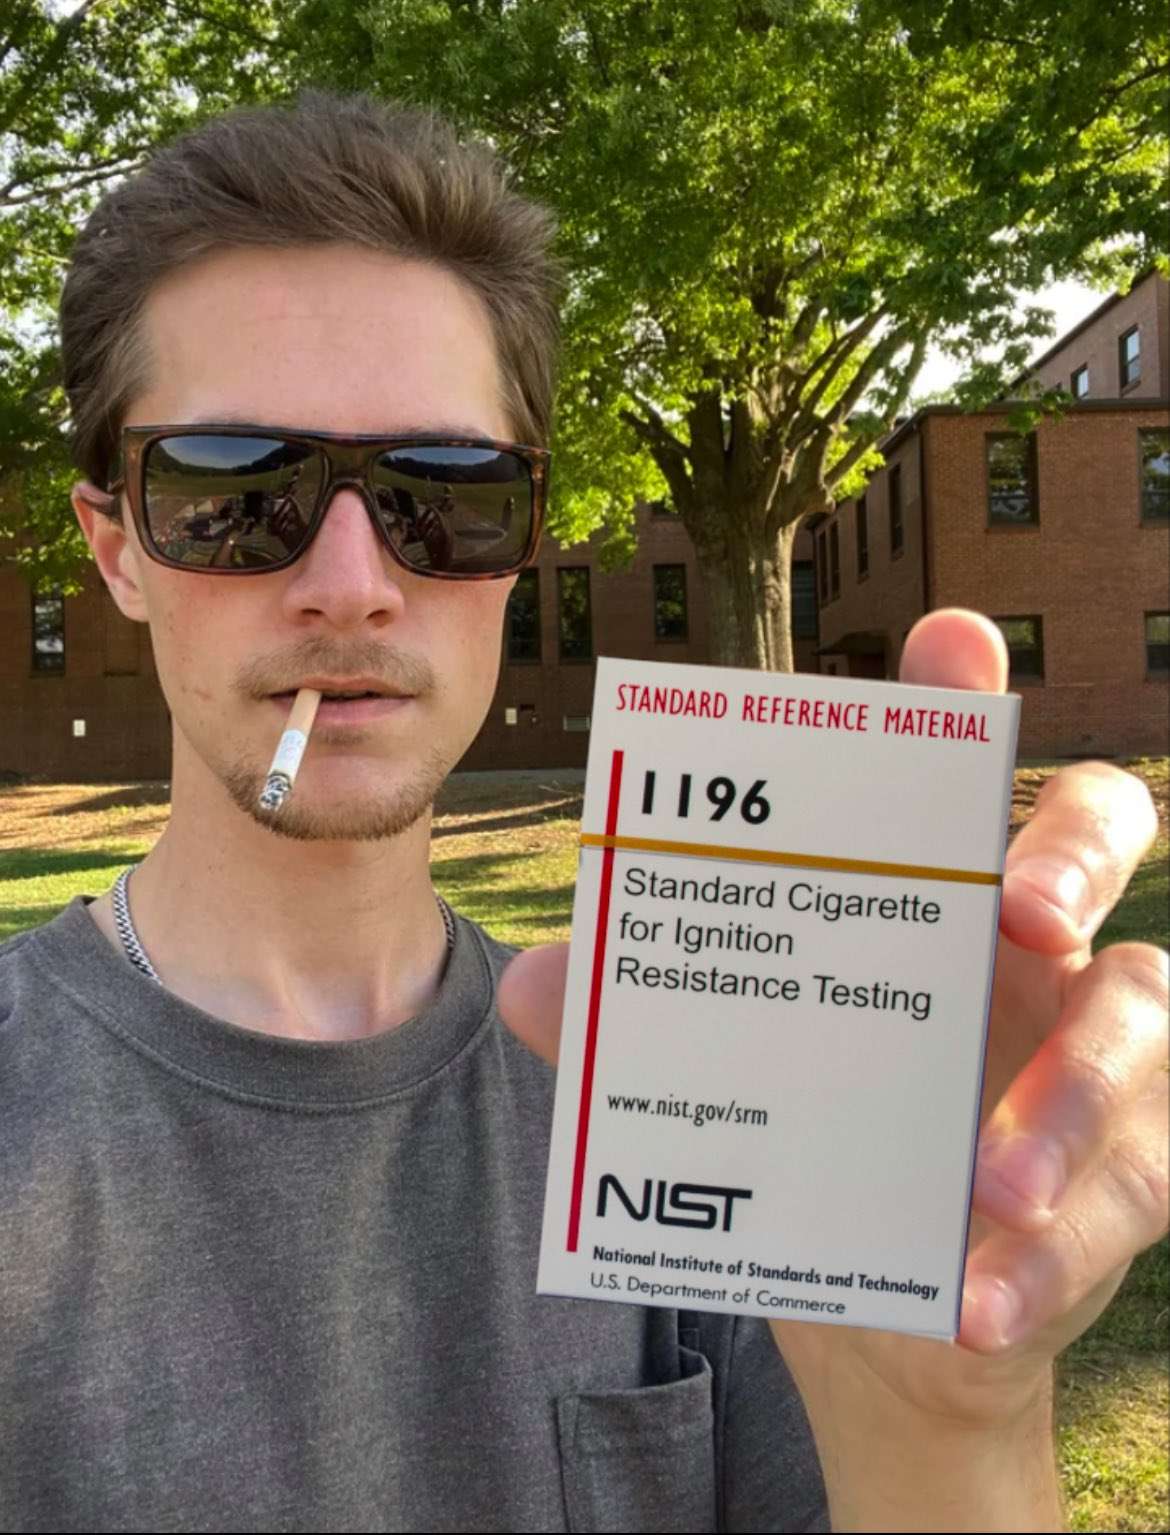 STANDARD REFERENCE MATERIAL
1196
Standard Cigarette
for Ignition
Resistance Testing
www.nist.gov/srm
NIST
National Institute of Standards and Technology
U.S. Department of Commerce